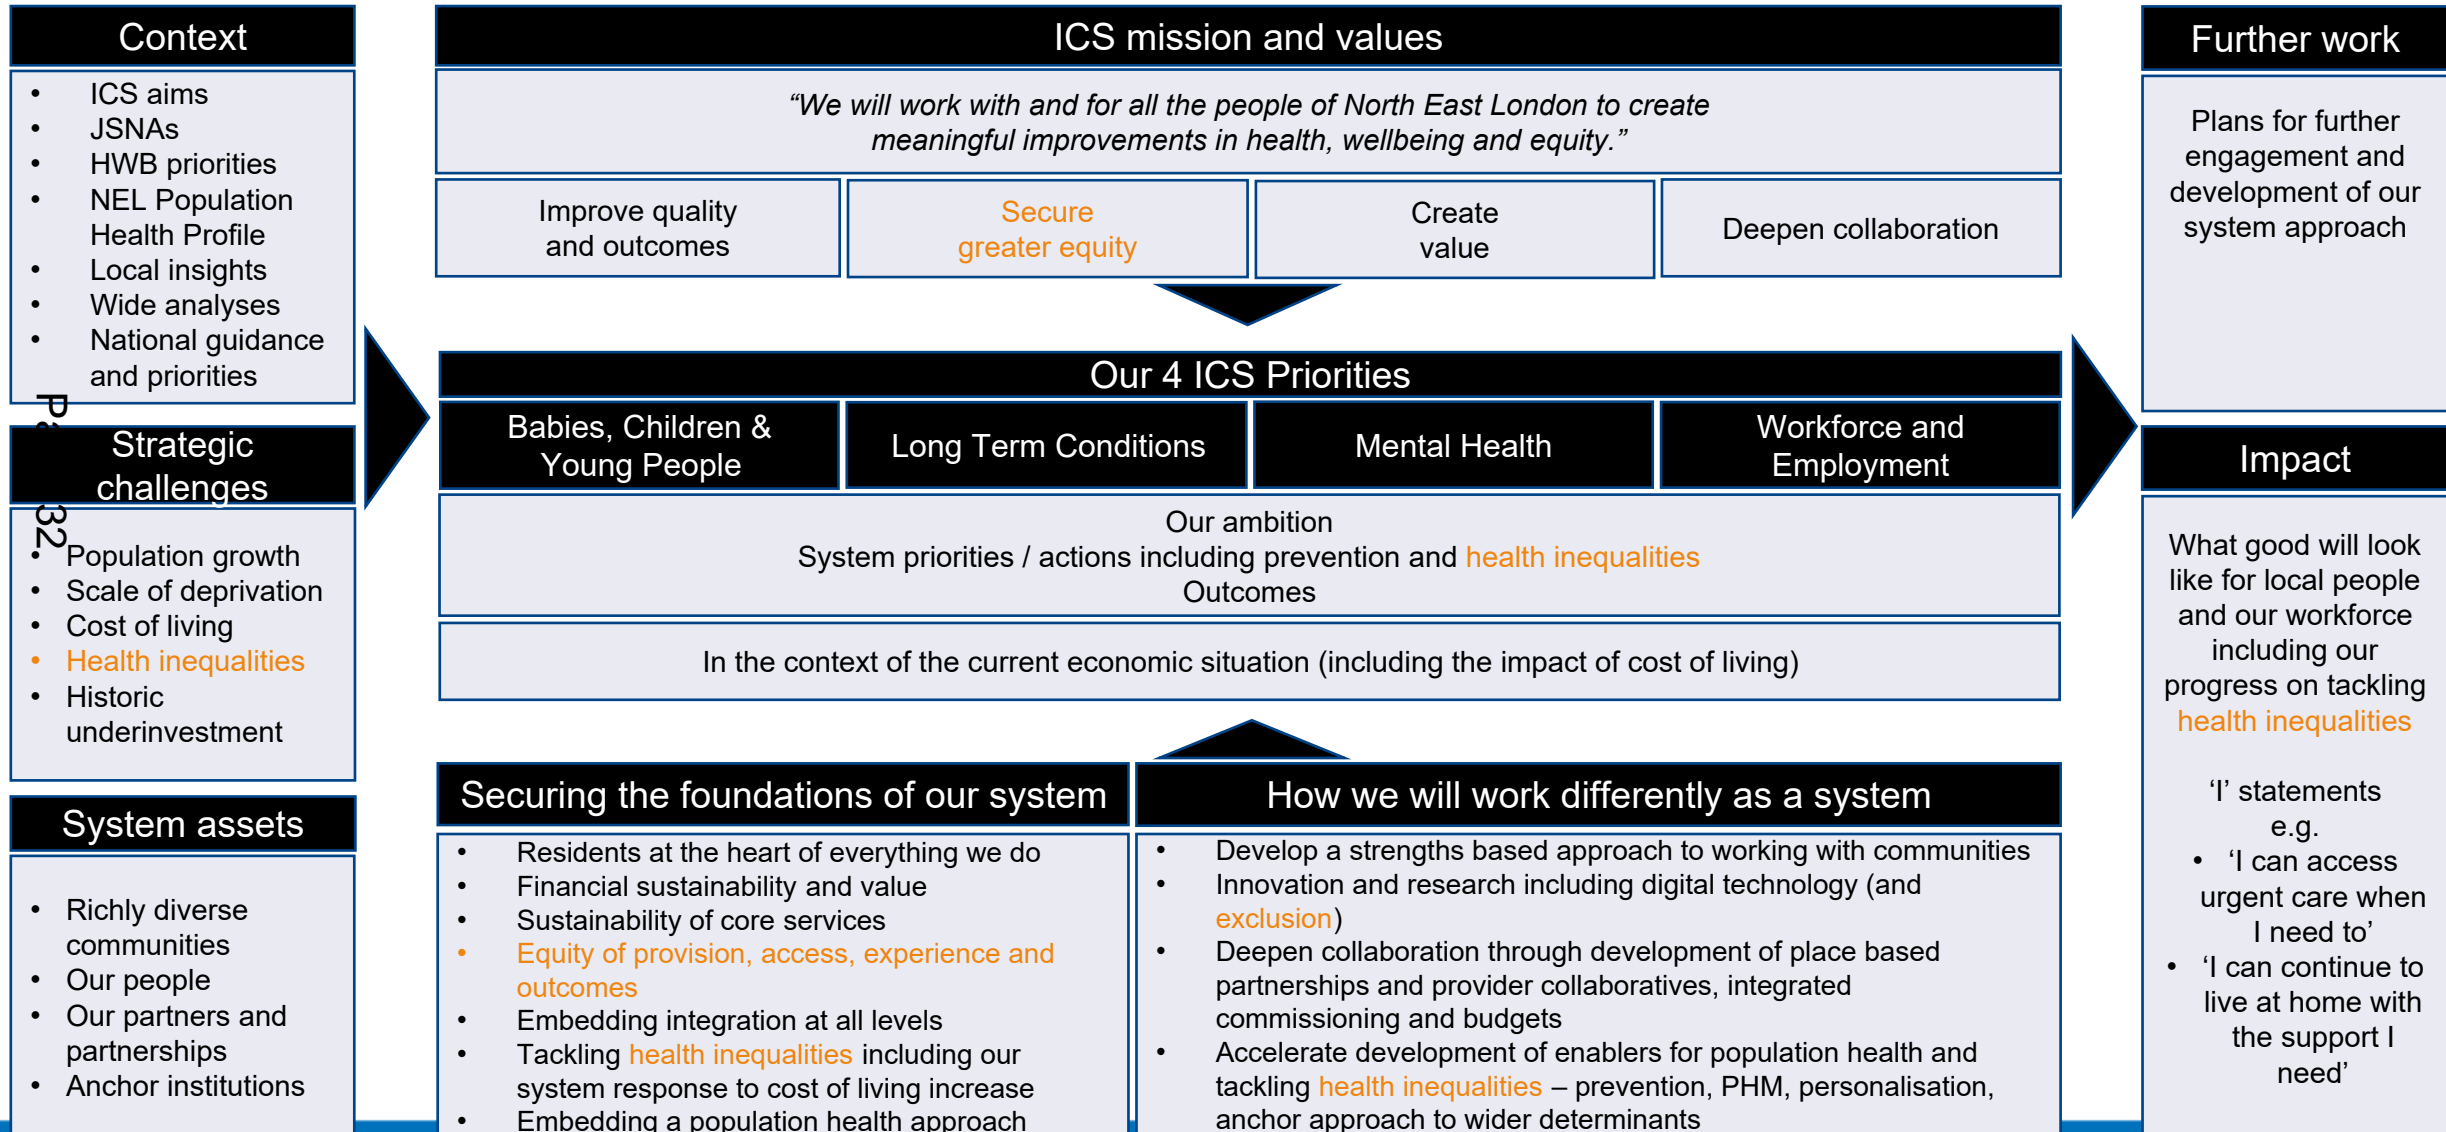 Context
• ICS aims
• JSNAs
• HWB priorities
• NEL Population
Health Profile
• Local insights
• Wide analyses
• National guidance
and priorities
Strategic
challenges
32
• Population growth
• Scale of deprivation
• Cost of living
• Health inequalities
• Historic
underinvestment
System assets
• Richly diverse
communities
• Our people
• Our partners and
partnerships
• Anchor institutions
ICS mission and values
“We will work with and for all the people of North East London to create
meaningful improvements in health, wellbeing and equity.”
Improve quality
and outcomes
Secure
greater equity
Create
value
Deepen collaboration
Our 4 ICS Priorities
Babies, Children &
Young People
Long Term Conditions
Mental Health
Workforce and
Employment
Our ambition
System priorities / actions including prevention and health inequalities
Outcomes
In the context of the current economic situation (including the impact of cost of living)
Securing the foundations of our system
• Residents at the heart of everything we do
• Financial sustainability and value
• Sustainability of core services
• Equity of provision, access, experience and
outcomes
• Embedding integration at all levels
• Tackling health inequalities including our
system response to cost of living increase
• Embedding a population health approach
How we will work differently as a system
• Develop a strengths based approach to working with communities
• Innovation and research including digital technology (and
exclusion)
• Deepen collaboration through development of place based
partnerships and provider collaboratives, integrated
commissioning and budgets
• Accelerate development of enablers for population health and
tackling health inequalities – prevention, PHM, personalisation,
anchor approach to wider determinants
Further work
Plans for further
engagement and
development of our
system approach
Impact
What good will look
like for local people
and our workforce
including our
progress on tackling
health inequalities
‘I’ statements
e.g.
• ‘I can access
urgent care when
I need to’
• ‘I can continue to
live at home with
the support I
need’